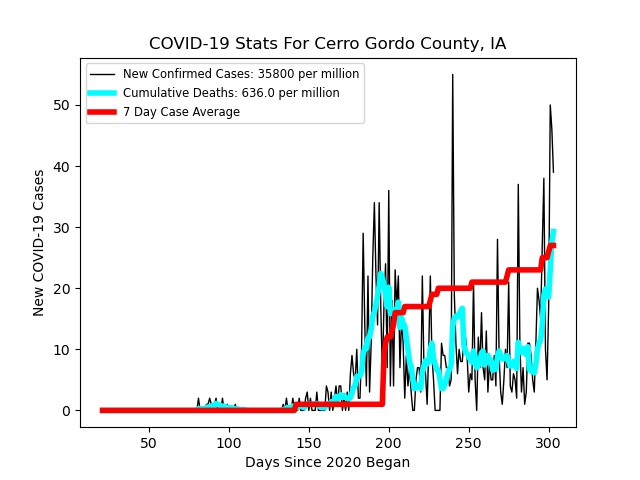 COVID-19 Stats For Cerro Gordo County, IA
New Confirmed Cases: 35800 per million
Cumulative Deaths: 636.0 per million
7 Day Case Average
New COVID-19 Cases
50
40
30
20
10
0
50 100 150 200 250 300
Days Since 2020 Began